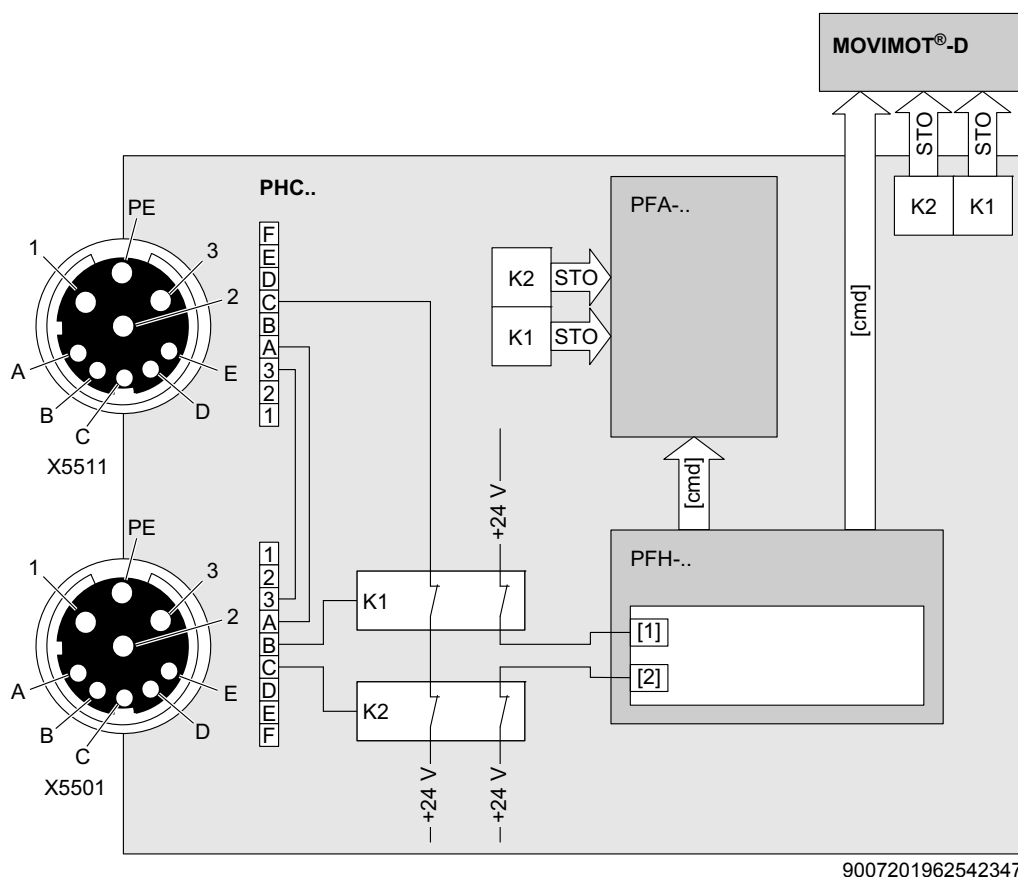 MOVIMOT®-D
STO
STO
K2
K1
PHC..
PE
1
3
2
A
B
C
D
E
X5511
F
E
D
C
B
A
3
2
1
PFA-..
K2
STO
K1
STO
[cmd]
[cmd]
+24 V
PE
1
3
2
A
B
C
D
E
X5501
1
2
3
A
B
C
D
E
F
K1
K2
+24 V
+24 V
PFH-..
[1]
[2]
9007201962542347